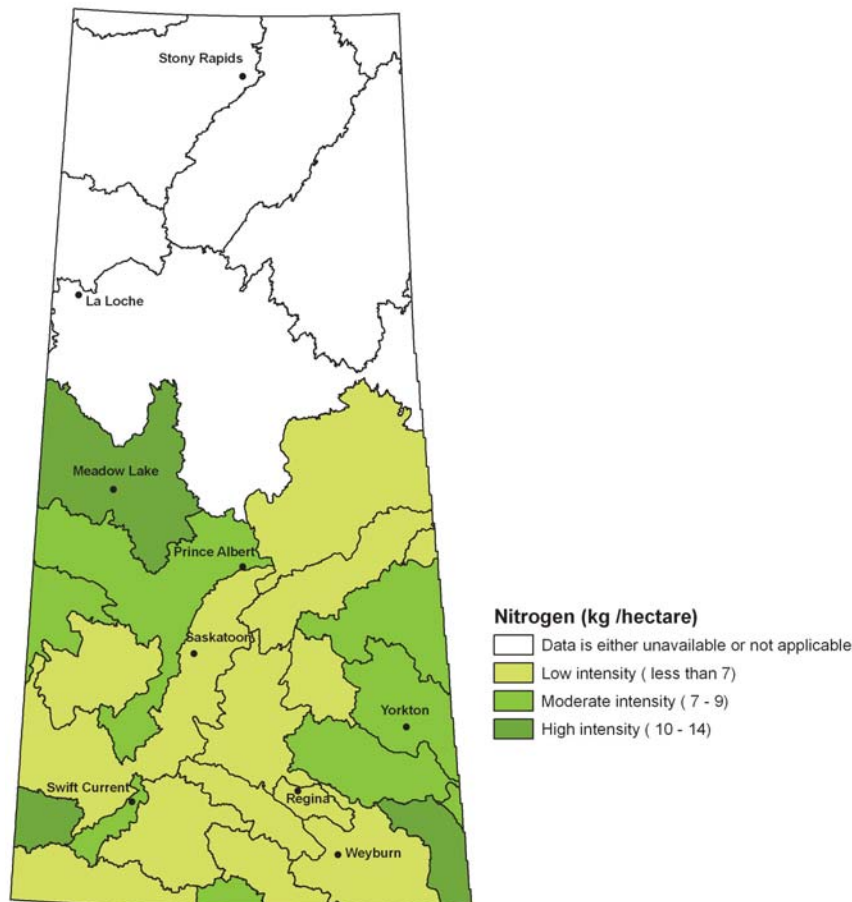 Stony Rapids
La Loche
Meadow Lake
Prince Albert
Saskatoon
Nitrogen (kg /hectare)
Data is either unavailable or not applicable
Low intensity ( less than 7)
Moderate intensity ( 7 - 9)
High intensity ( 10 - 14)
Yorkton
Swift Current
Regina
Weyburn